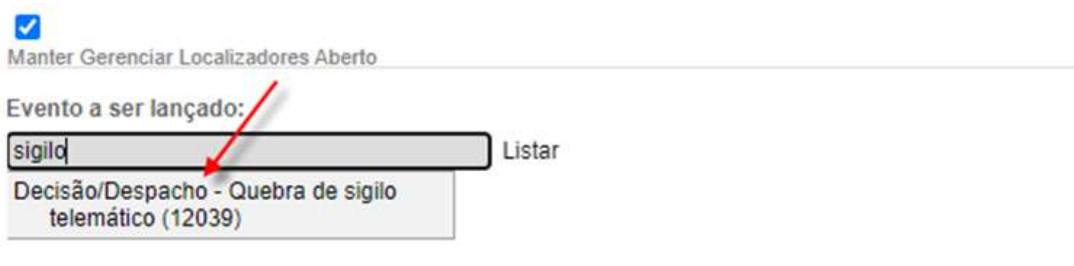 Manter Gerenciar Localizadores Aberto
Evento a ser lançado:
sigilo Listar
Decisão/Despacho - Quebra de sigilo
telemático (12039)